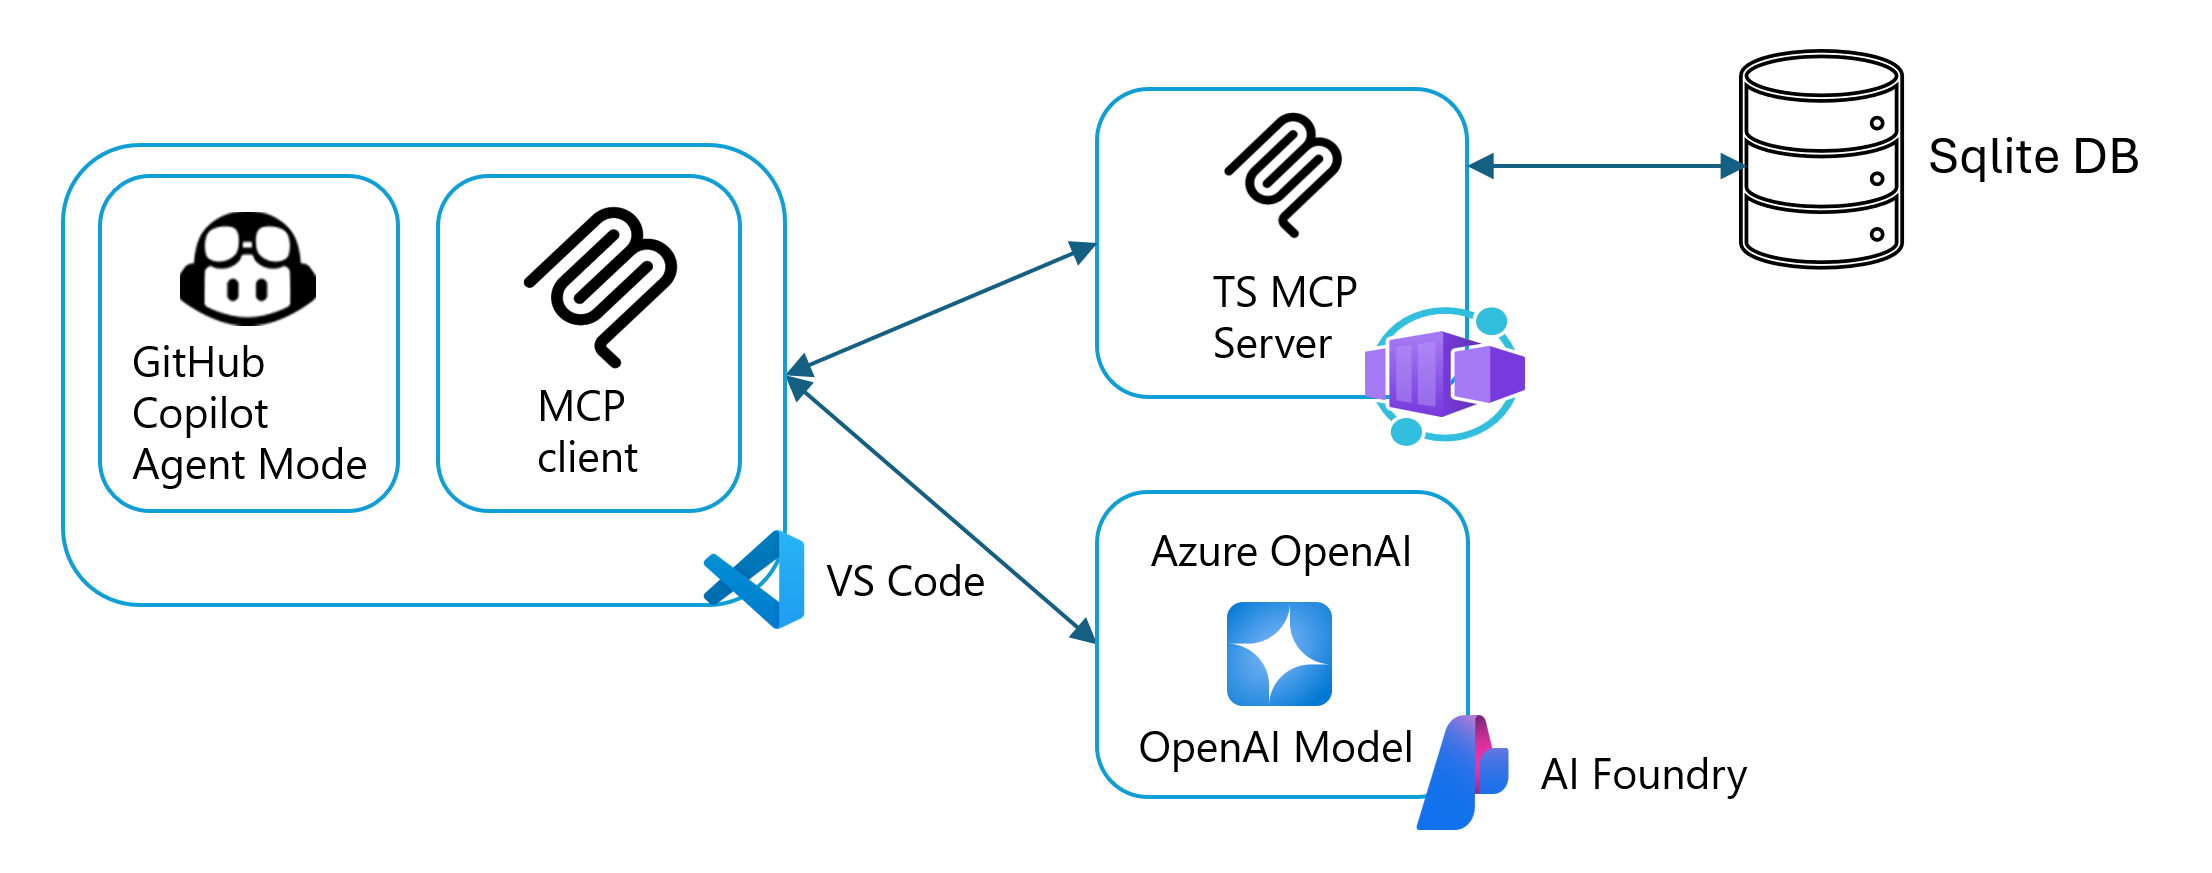 GitHub
Copilot
Agent Mode
MCP
client
VS Code
TS MCP
Server
Sqlite DB
Azure OpenAI
OpenAI Model
AI Foundry